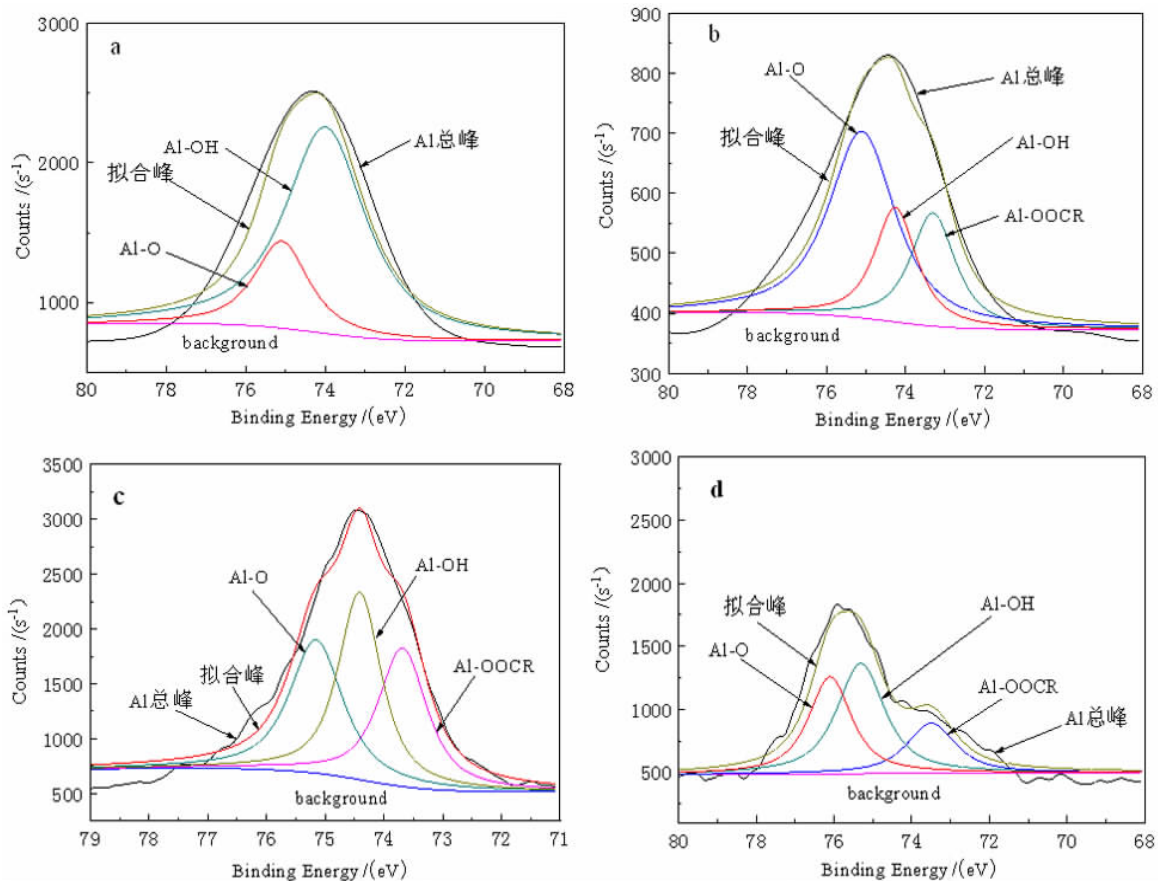 a
3000
2000
1000
Counts /(s⁻¹)
Al-OH
拟合峰
Al-O
Al总峰
background
80 78 76 74 72 70 68
Binding Energy /(eV)
b
900
800
700
600
500
400
300
Counts /(s⁻¹)
Al-O
Al总峰
拟合峰
Al-OH
Al-OOCR
background
80 78 76 74 72 70 68
Binding Energy /(eV)
c
3500
3000
2500
2000
1500
1000
500
Counts /(s⁻¹)
Al-O
Al-OH
拟合峰
Al-OOCR
Al总峰
background
79 78 77 76 75 74 73 72 71
Binding Energy /(eV)
d
3000
2500
2000
1500
1000
500
Counts /(s⁻¹)
拟合峰
Al-OH
Al-O
Al-OOCR
Al总峰
background
80 78 76 74 72 70 68
Binding Energy /(eV)